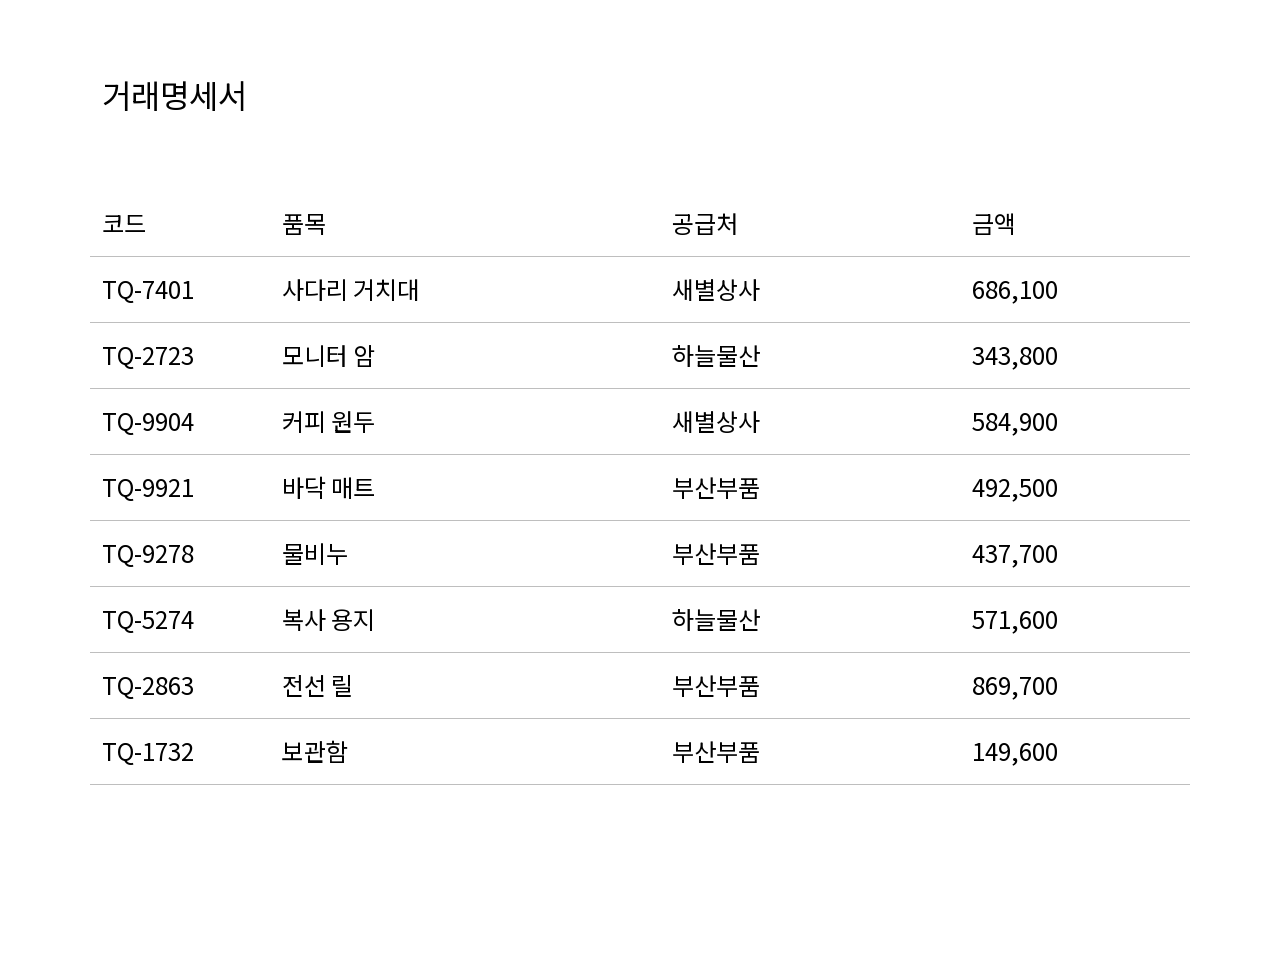 거래명세서
코드 품목 공급처 금액
TQ-7401 사다리 거치대 새별상사 686,100
TQ-2723 모니터 암 하늘물산 343,800
TQ-9904 커피 원두 새별상사 584,900
TQ-9921 바닥 매트 부산부품 492,500
TQ-9278 물비누 부산부품 437,700
TQ-5274 복사 용지 하늘물산 571,600
TQ-2863 전선 릴 부산부품 869,700
TQ-1732 보관함 부산부품 149,600